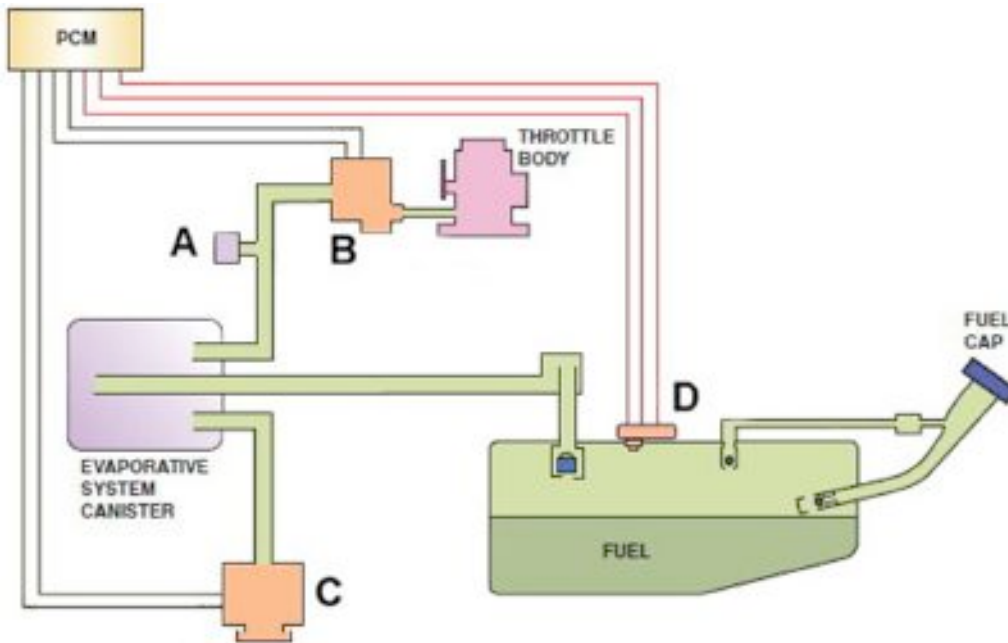 PCM
THROTTLE
BODY
A
B
FUEL
CAP
D
EVAPORATIVE
SYSTEM
CANISTER
FUEL
C